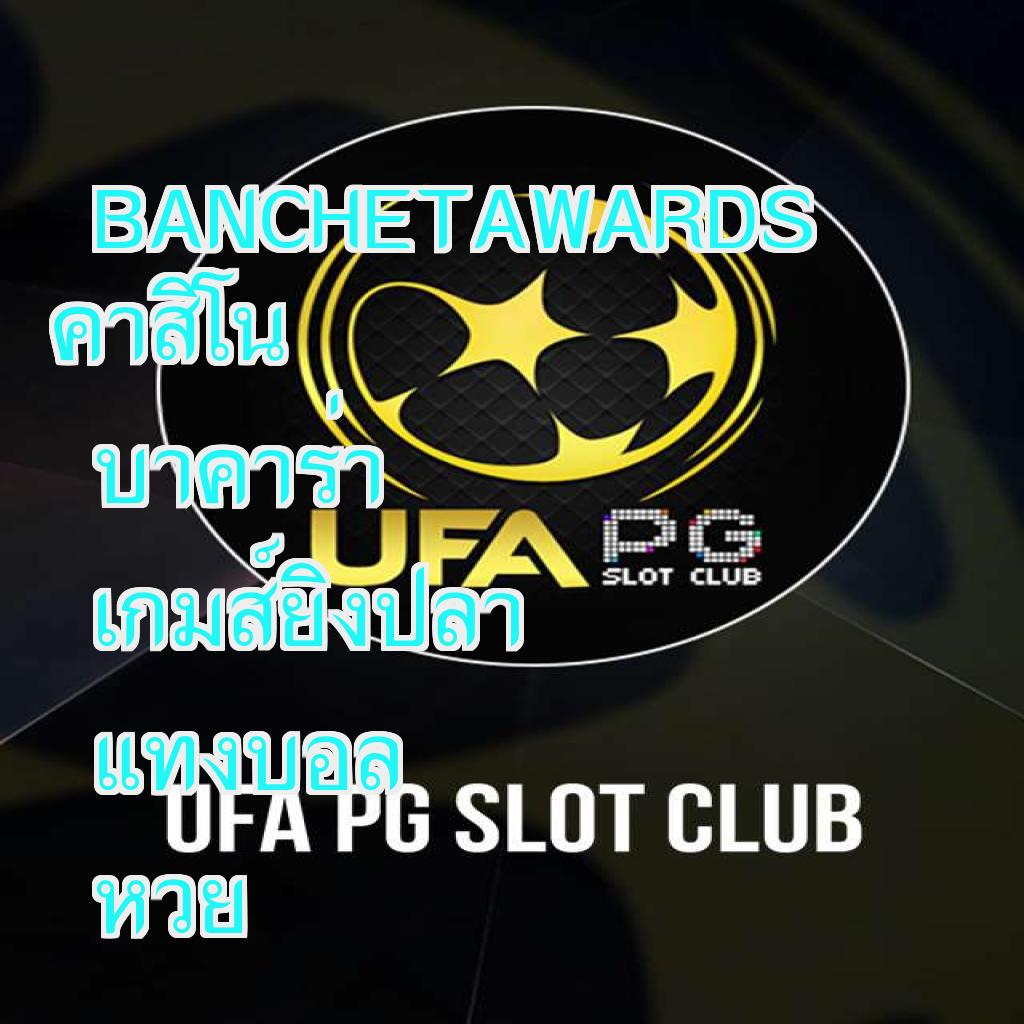 BANCHETAWARDS
คาสิโน
บาคาร่า
UFA PG
SLOT CLUB
เกมส์ยิงปลา
แทงบอล
UFA PG SLOT CLUB
หวย